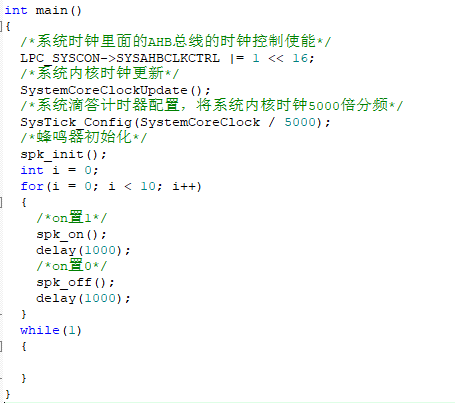 int main()
{
/*系统时钟里面的AHB总线的时钟控制使能*/
LPC_SYSCON->SYSAHBCLKCTRL |= 1 << 16;
/*系统内核时钟更新*/
SystemCoreClockUpdate();
/*系统滴答计时器配置，将系统内核时钟5000倍分频*/
SysTick_Config(SystemCoreClock / 5000);
/*蜂鸣器初始化*/
spk_init();
int i = 0;
for(i = 0; i < 10; i++)
{
/*on置1*/
spk_on();
delay(1000);
/*on置0*/
spk_off();
delay(1000);
}
while(1)
{
}
}